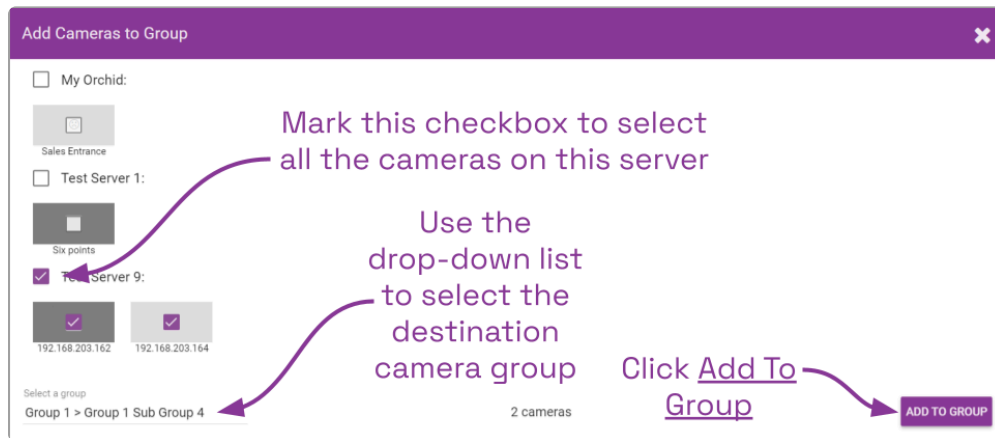 Add Cameras to Group
My Orchid:
Sales Entrance
Mark this checkbox to select
all the cameras on this server
Test Server 1:
Six points
Use the
drop-down list
to select the
destination
camera group
Test Server 9:
192.168.203.162
192.168.203.164
Select a group
Group 1 > Group 1 Sub Group 4
2 cameras
Click Add To
Group
ADD TO GROUP